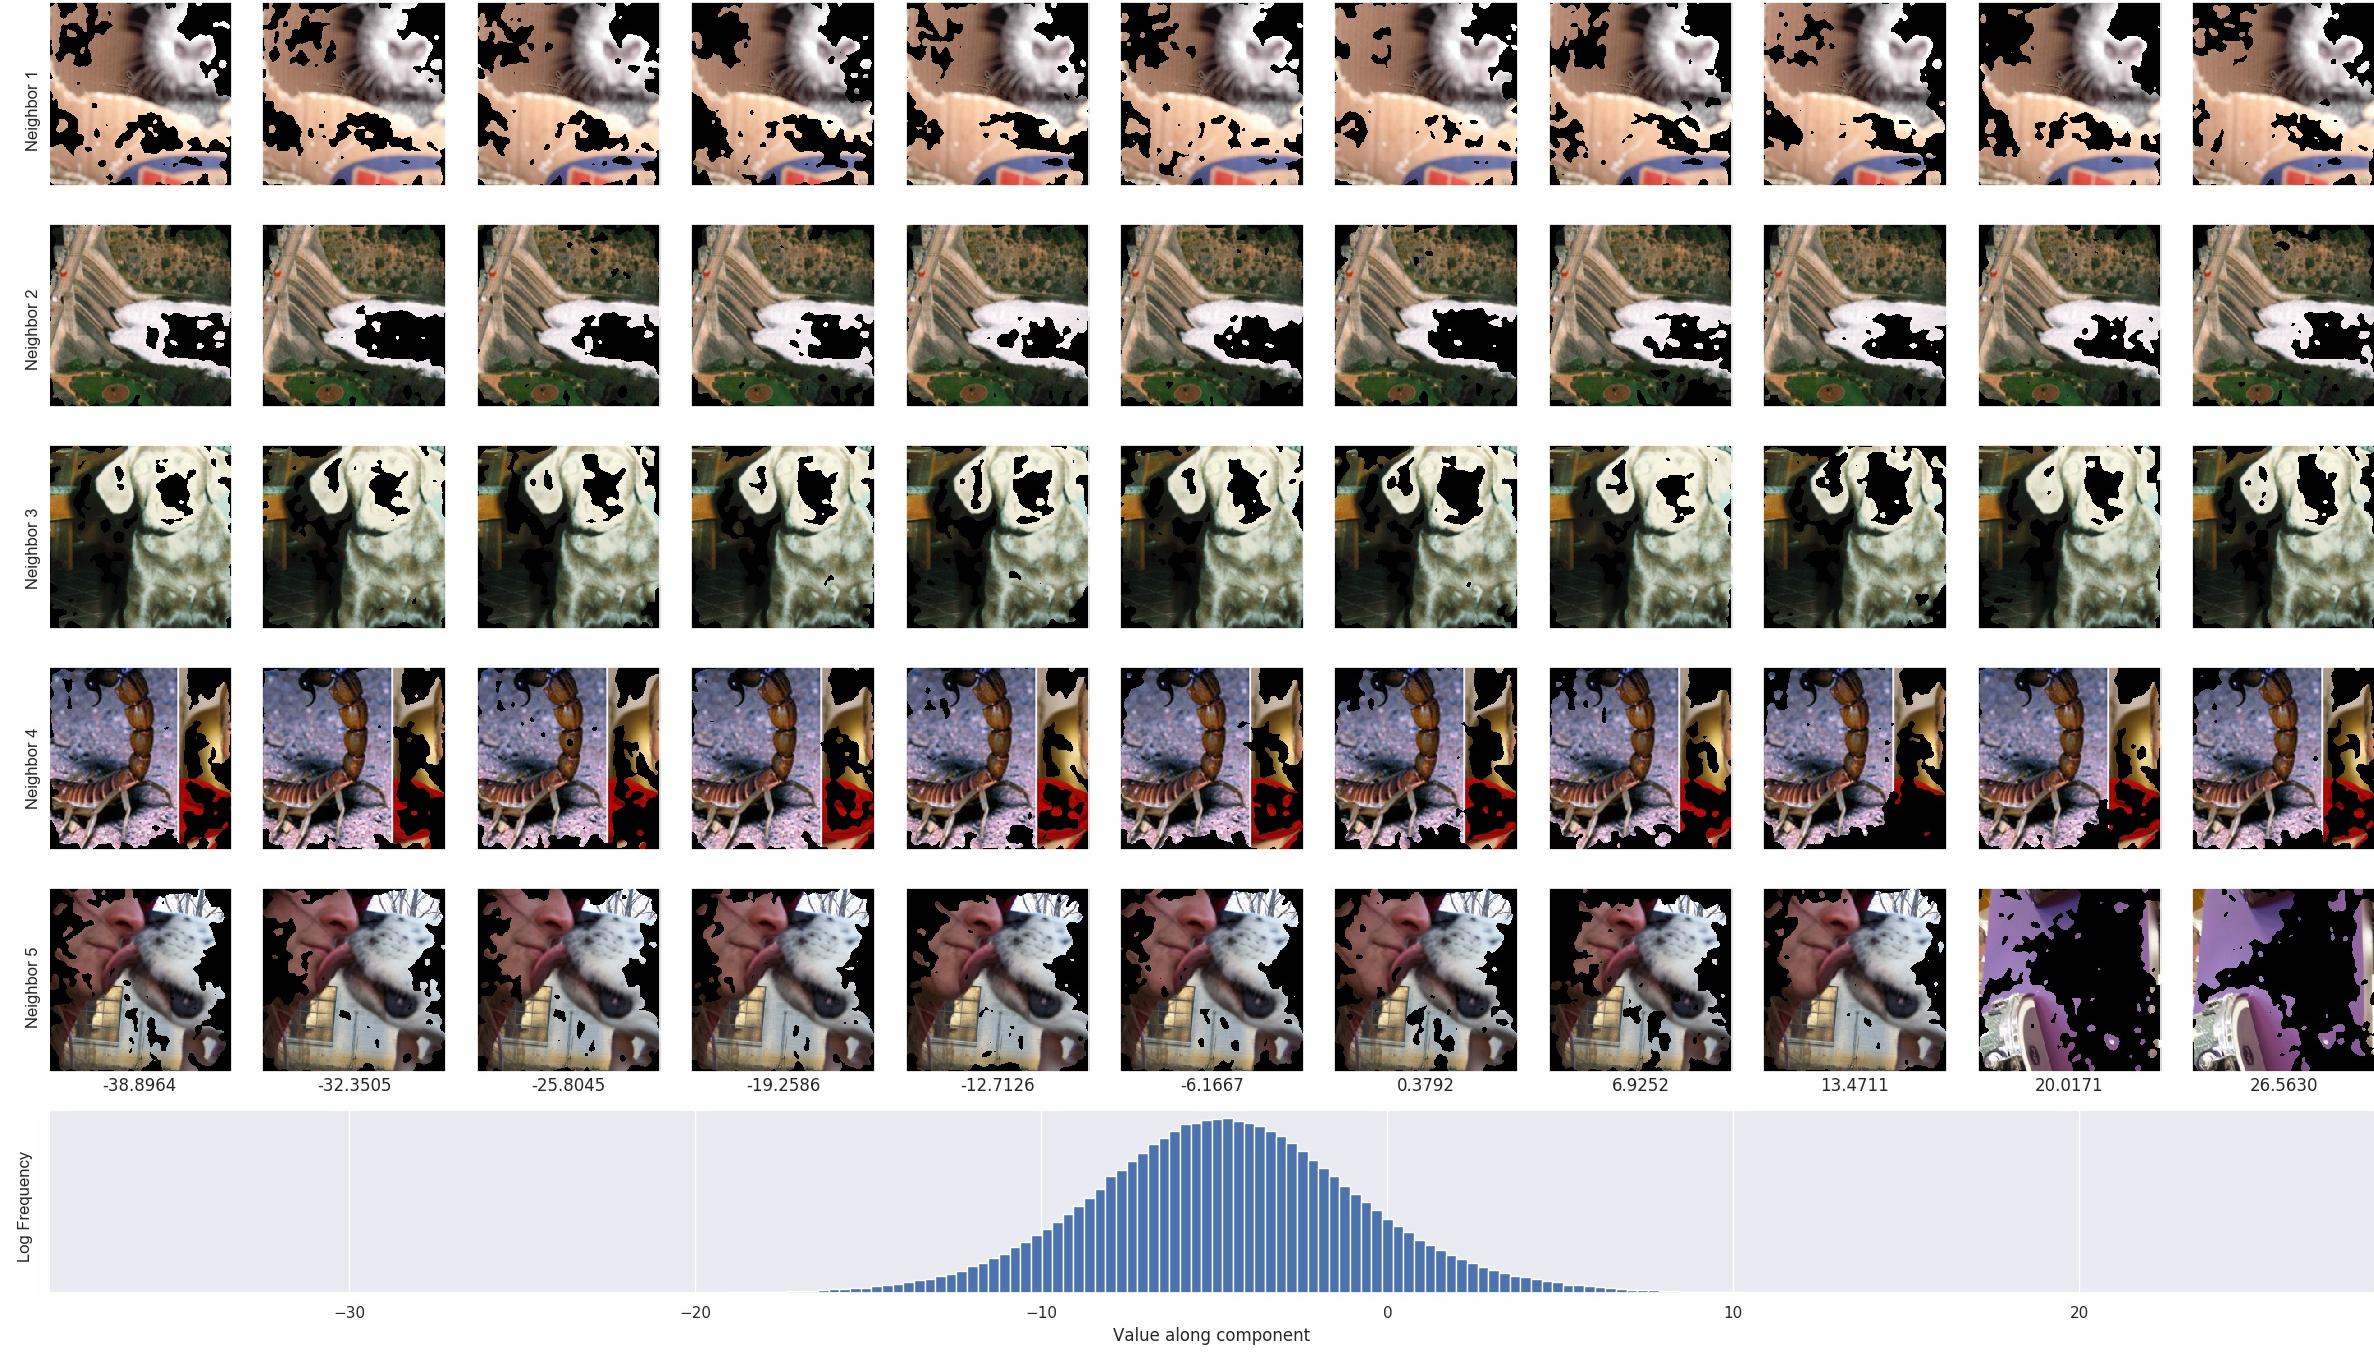 Neighbor 1
Neighbor 2
Neighbor 3
Neighbor 4
Neighbor 5
-38.8964 -32.3505 -25.8045 -19.2586 -12.7126 -6.1667 0.3792 6.9252 13.4711 20.0171 26.5630
Log Frequency
−30 −20 −10 0 10 20
Value along component